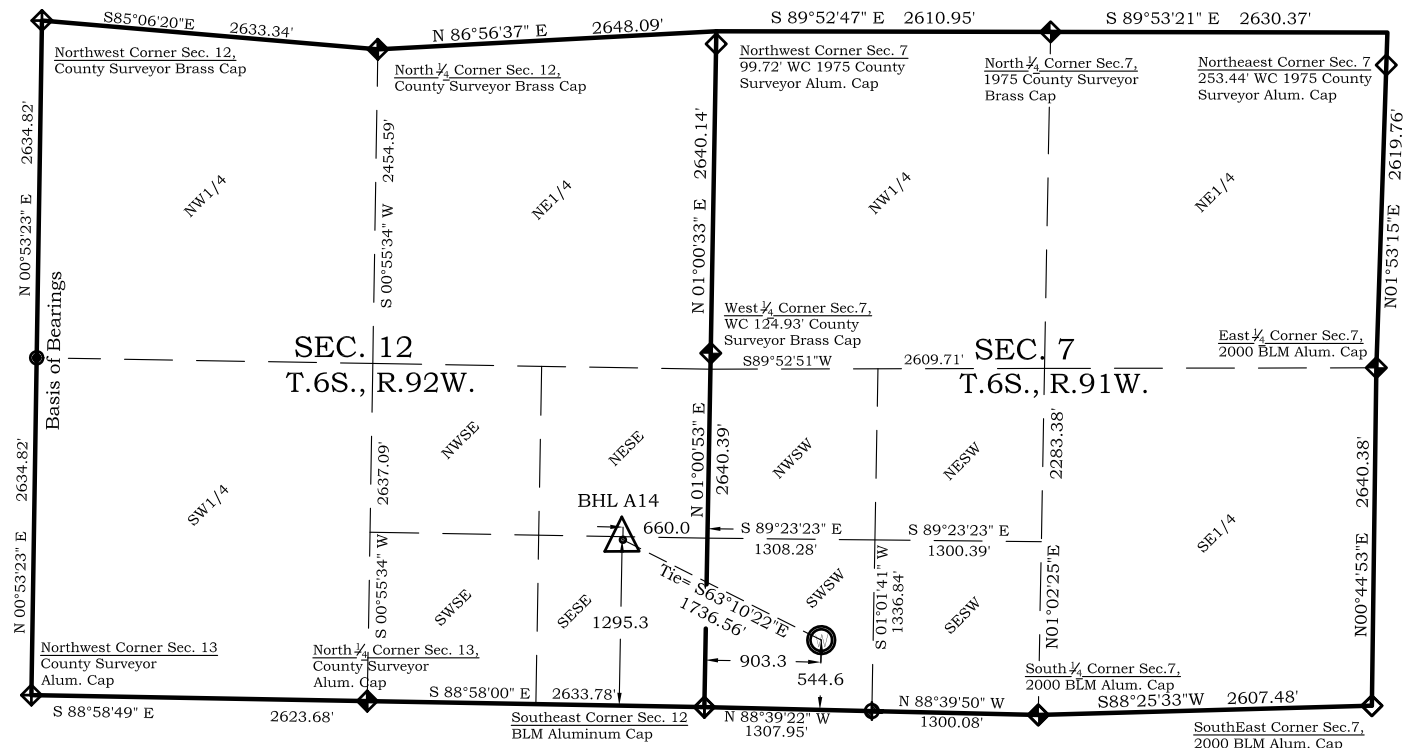 S85°06'20"E 2633.34'
N 86°56'37" E 2648.09'
S 89°52'47" E 2610.95'
S 89°53'21" E 2630.37'
Northwest Corner Sec. 12,
County Surveyor Brass Cap
North 1/4 Corner Sec. 12,
County Surveyor Brass Cap
Northwest Corner Sec. 7
99.72' WC 1975 County
Surveyor Alum. Cap
North 1/4 Corner Sec.7,
1975 County Surveyor
Brass Cap
Northeaest Corner Sec. 7
253.44' WC 1975 County
Surveyor Alum. Cap
N 00°53'23" E 2634.82'
S 00°55'34" W 2454.59'
N 01°00'33" E 2640.14'
N01°53'15"E 2619.76'
NW1/4
NE1/4
NW1/4
NE1/4
Basis of Bearings
West 1/4 Corner Sec.7,
WC 124.93' County
Surveyor Brass Cap
East 1/4 Corner Sec.7,
2000 BLM Alum. Cap
SEC. 12
T.6S., R.92W.
S89°52'51"W 2609.71'
SEC. 7
T.6S., R.91W.
N 00°53'23" E 2634.82'
S 00°55'34" W 2637.09'
N 01°00'53" E 2640.39'
N01°02'25"E 2283.38'
N00°44'53"E 2640.38'
SW1/4
NWSE
NESE
NWSW
NESW
SE1/4
BHL A14
660.0
S 89°23'23" E
1308.28'
S 89°23'23" E
1300.39'
Tie= S63°10'22"E
1736.56'
S 01°01'41" W
1336.84'
SWSE
SESE
SWSW
SESW
1295.3
903.3
544.6
Northwest Corner Sec. 13
County Surveyor
Alum. Cap
North 1/4 Corner Sec. 13,
County Surveyor
Alum. Cap
South 1/4 Corner Sec.7,
2000 BLM Alum. Cap
S 88°58'49" E 2623.68'
S 88°58'00" E 2633.78'
Southeast Corner Sec. 12
BLM Aluminum Cap
N 88°39'22" W
1307.95'
N 88°39'50" W
1300.08'
S88°25'33"W 2607.48'
SouthEast Corner Sec.7,
2000 BLM Alum. Cap